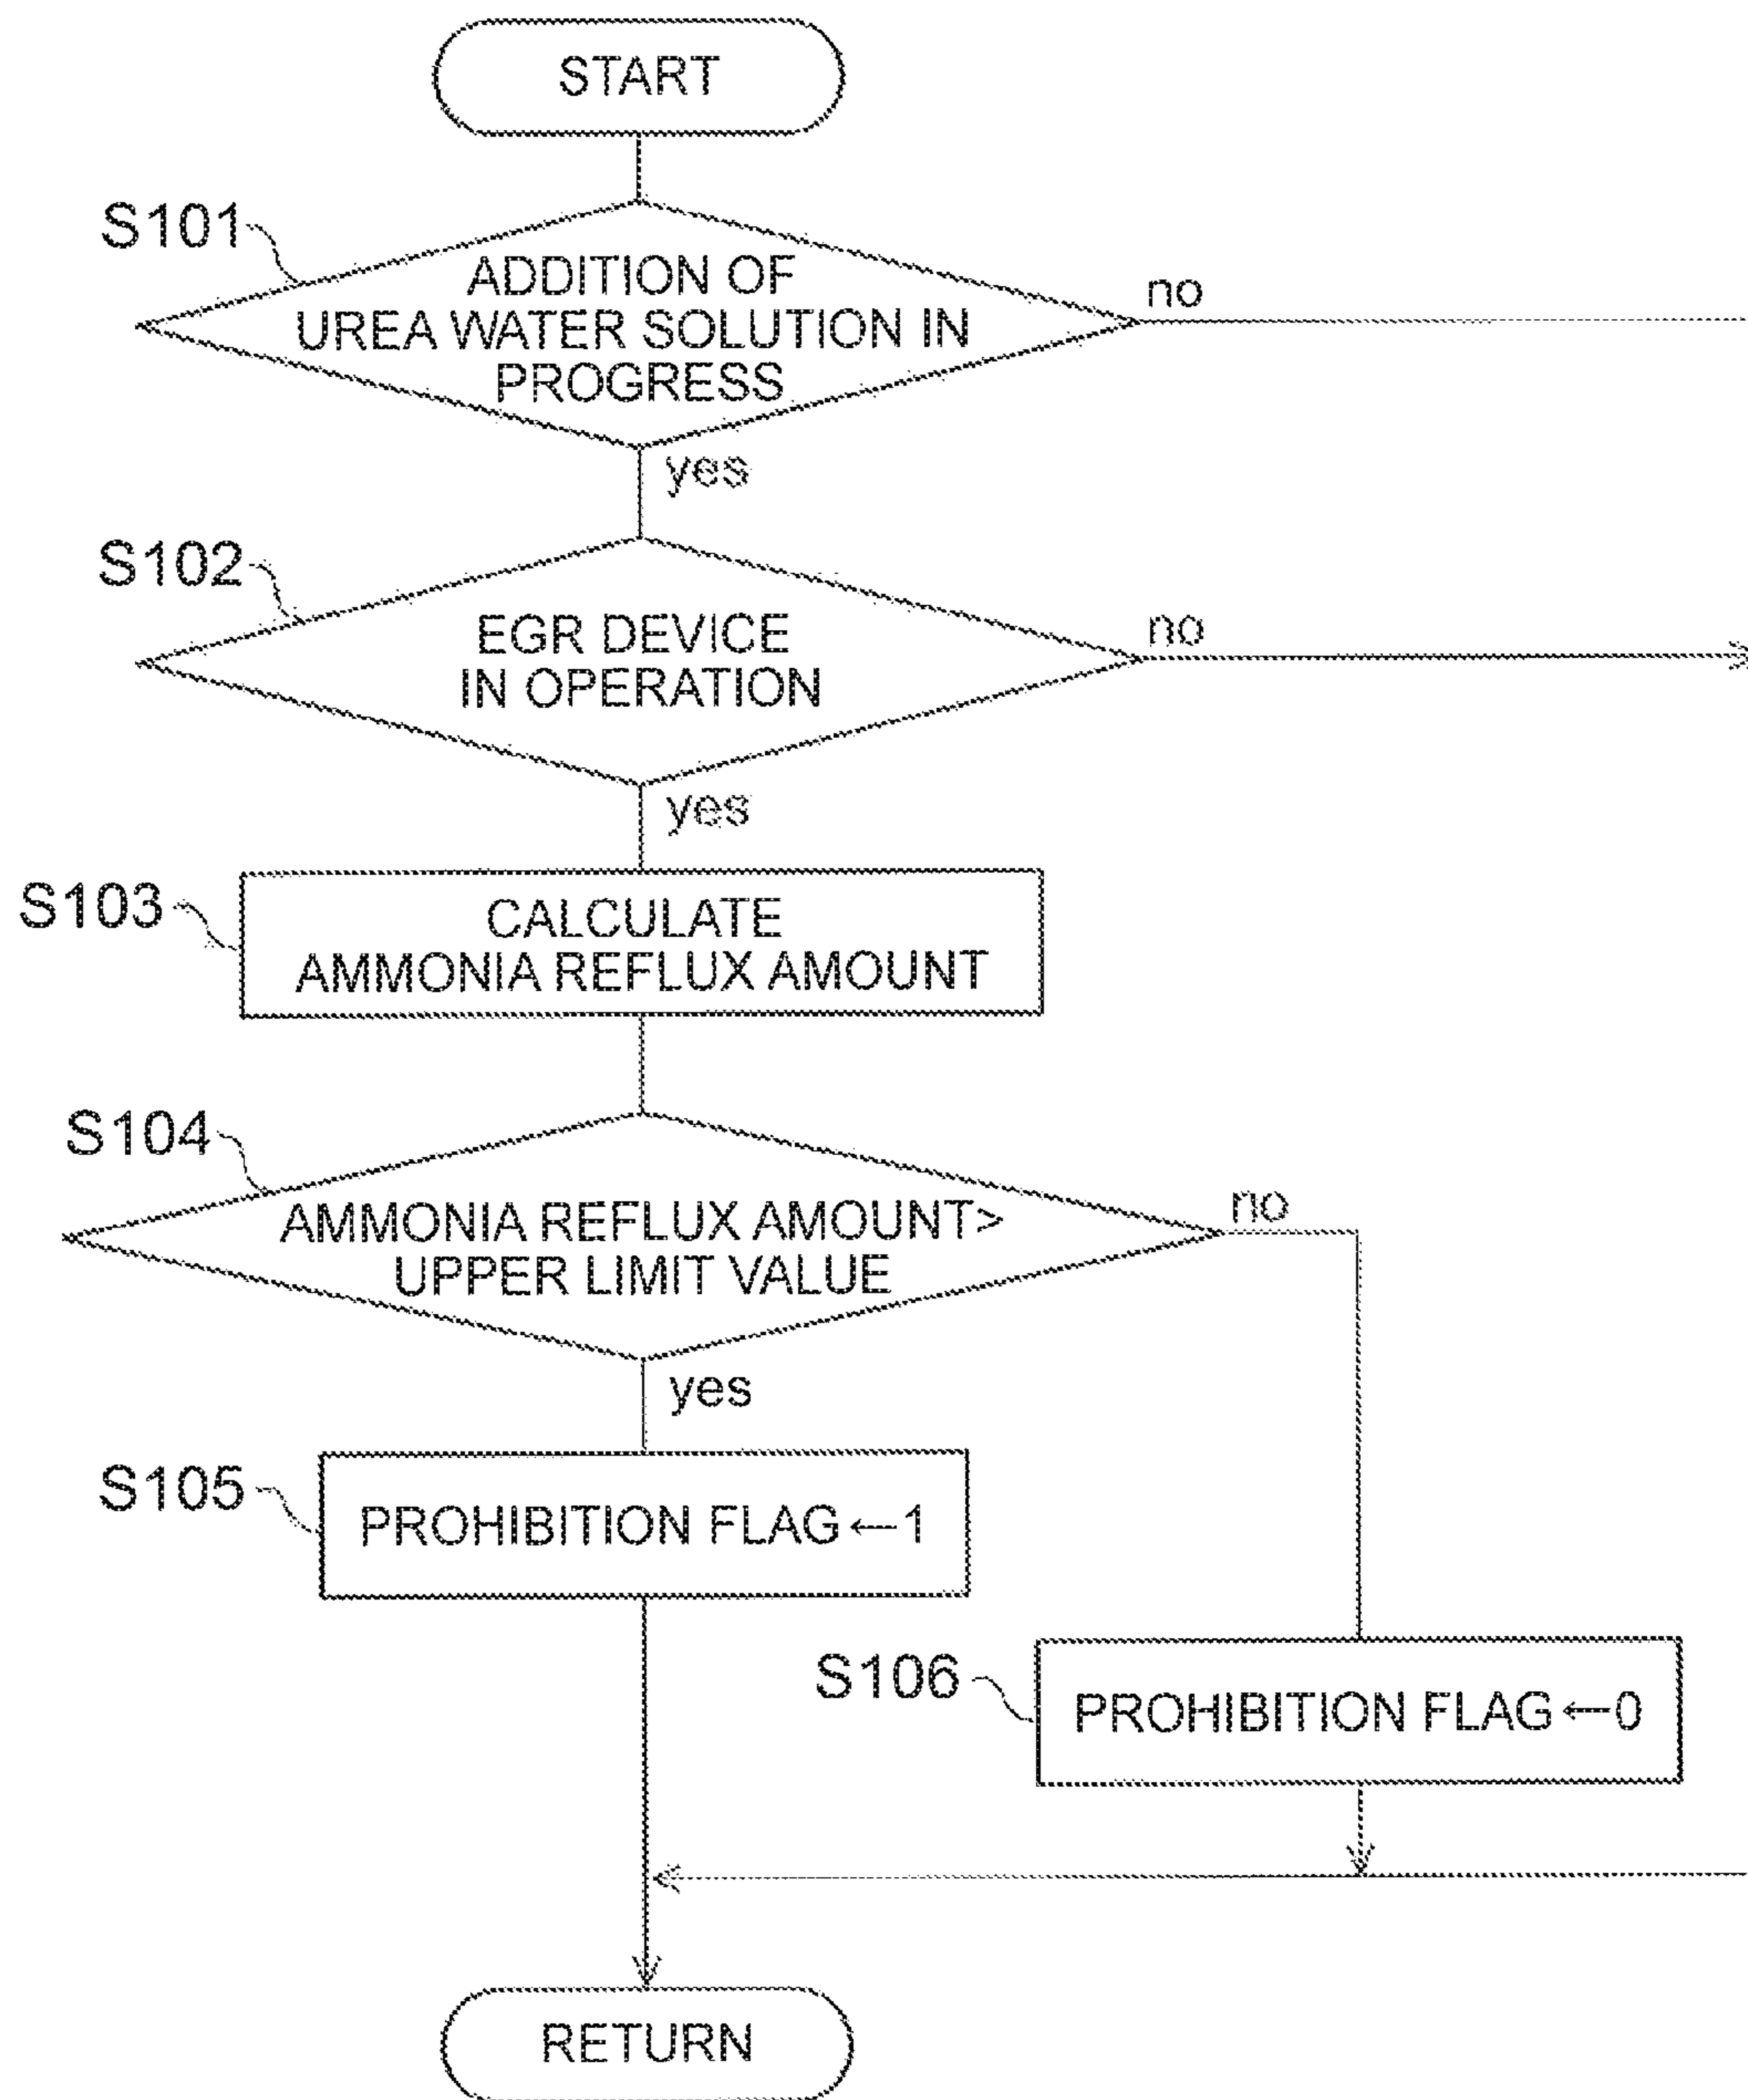 START
S101
ADDITION OF
UREA WATER SOLUTION IN
PROGRESS
no
yes
S102
EGR DEVICE
IN OPERATION
no
yes
S103
CALCULATE
AMMONIA REFLUX AMOUNT
S104
AMMONIA REFLUX AMOUNT>
UPPER LIMIT VALUE
no
yes
S105
PROHIBITION FLAG←1
S106
PROHIBITION FLAG←0
RETURN